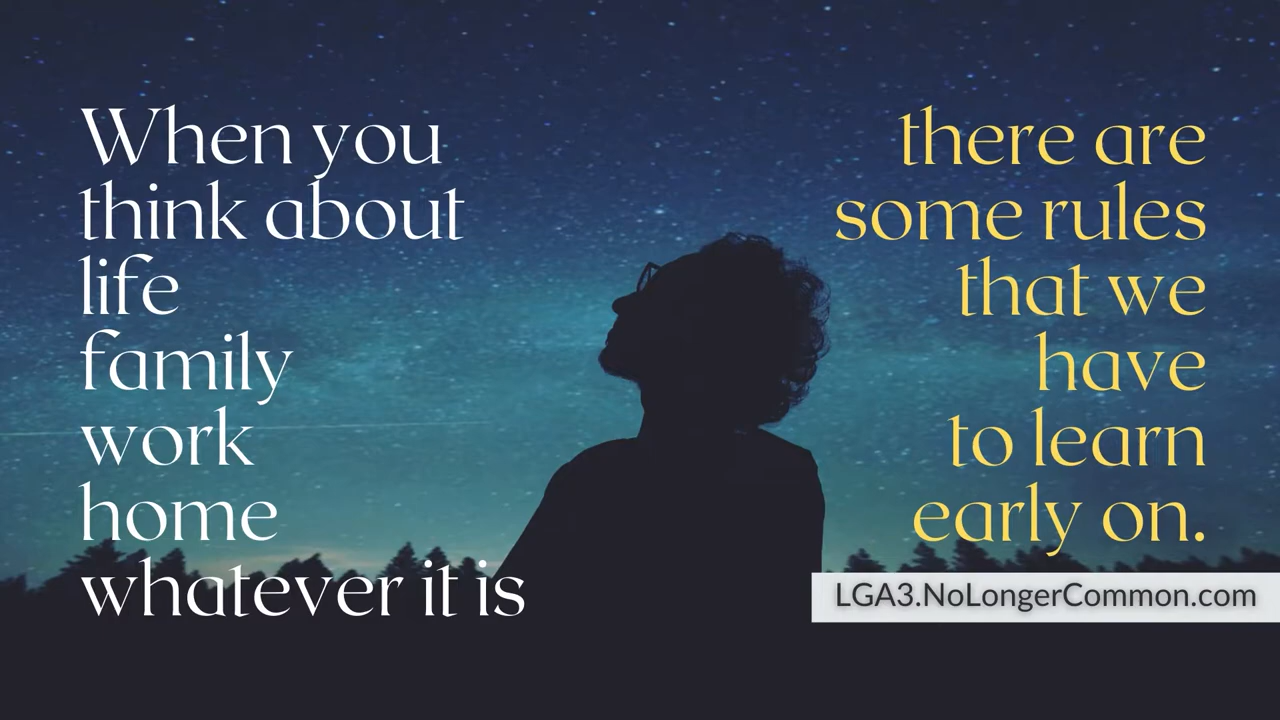 When you
think about
life
family
work
home
whatever it is
there are
some rules
that we
have
to learn
early on.
LGA3.NoLongerCommon.com